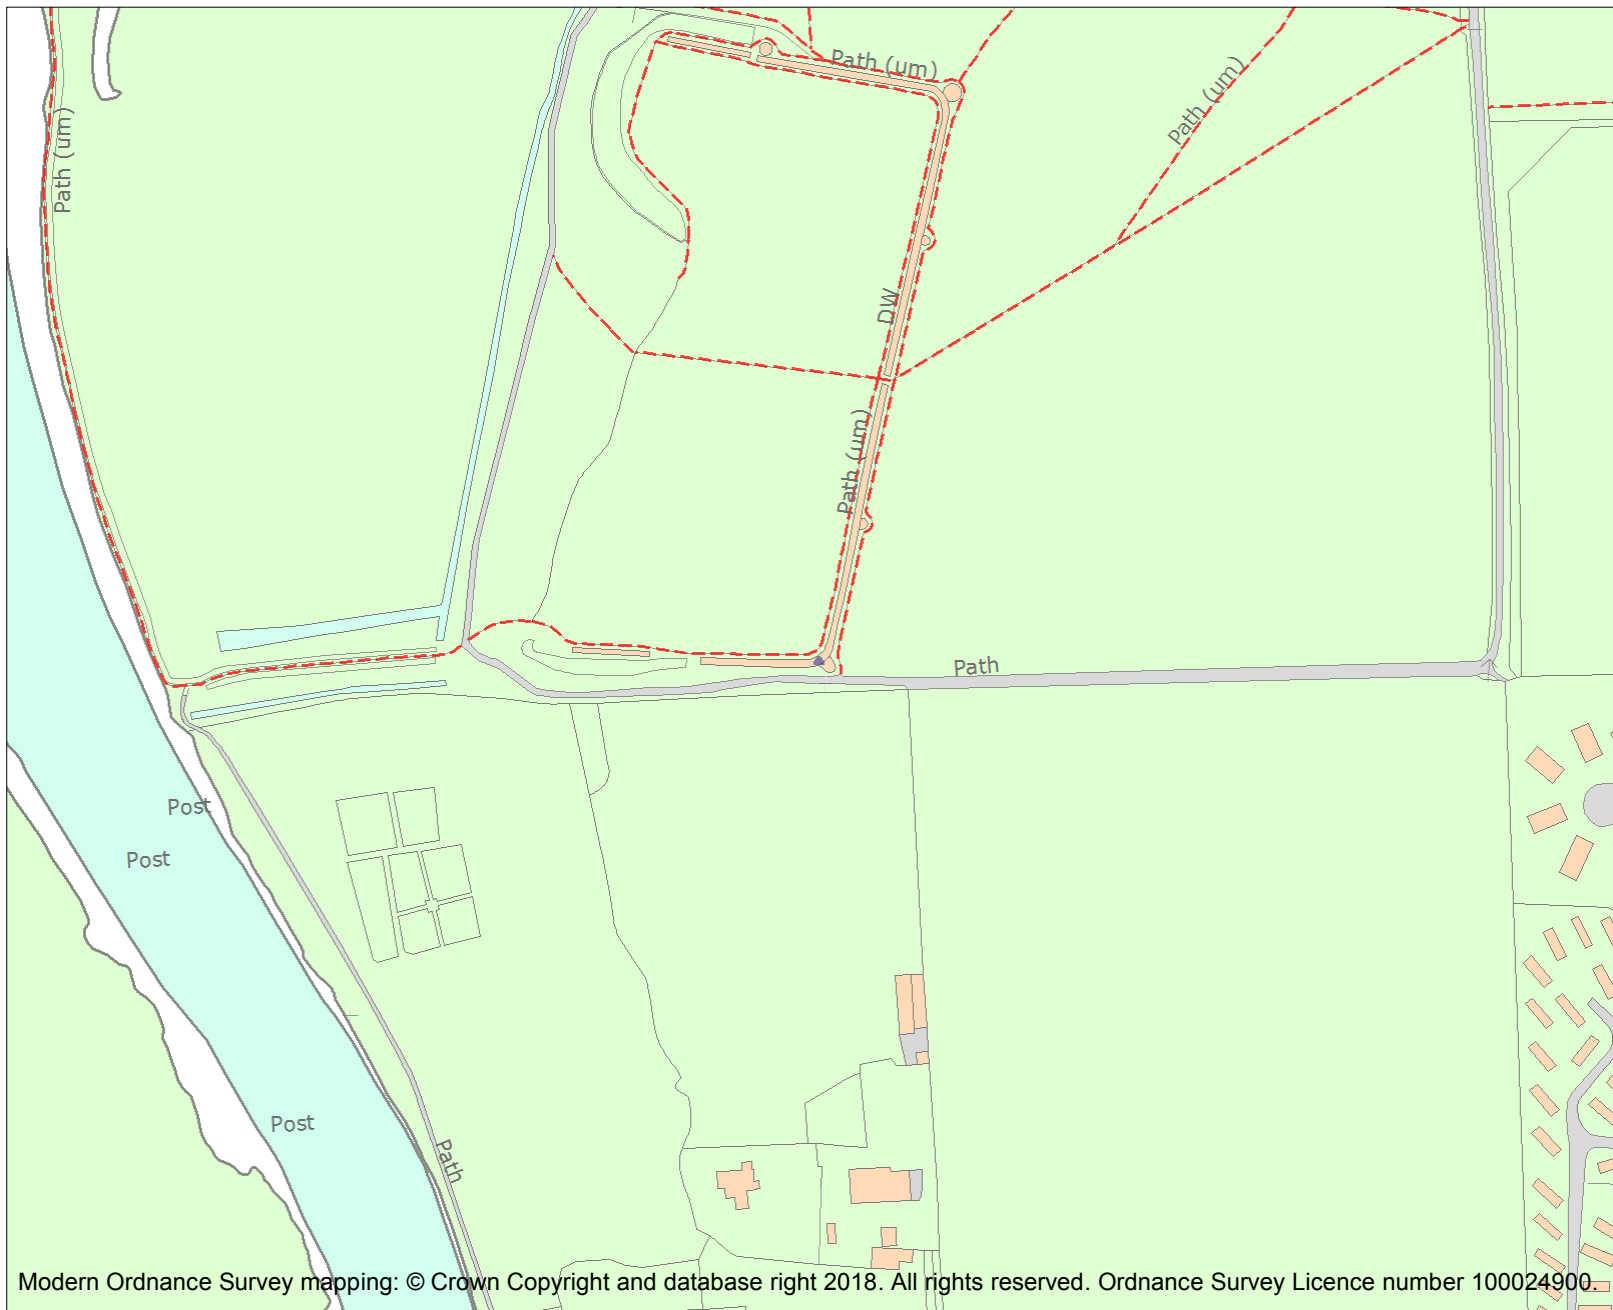 Path (um)
Path (um)
Path (um)
DW
Path (um)
Path
Post
Post
Post
Path
Modern Ordnance Survey mapping: © Crown Copyright and database right 2018. All rights reserved. Ordnance Survey Licence number 100024900.